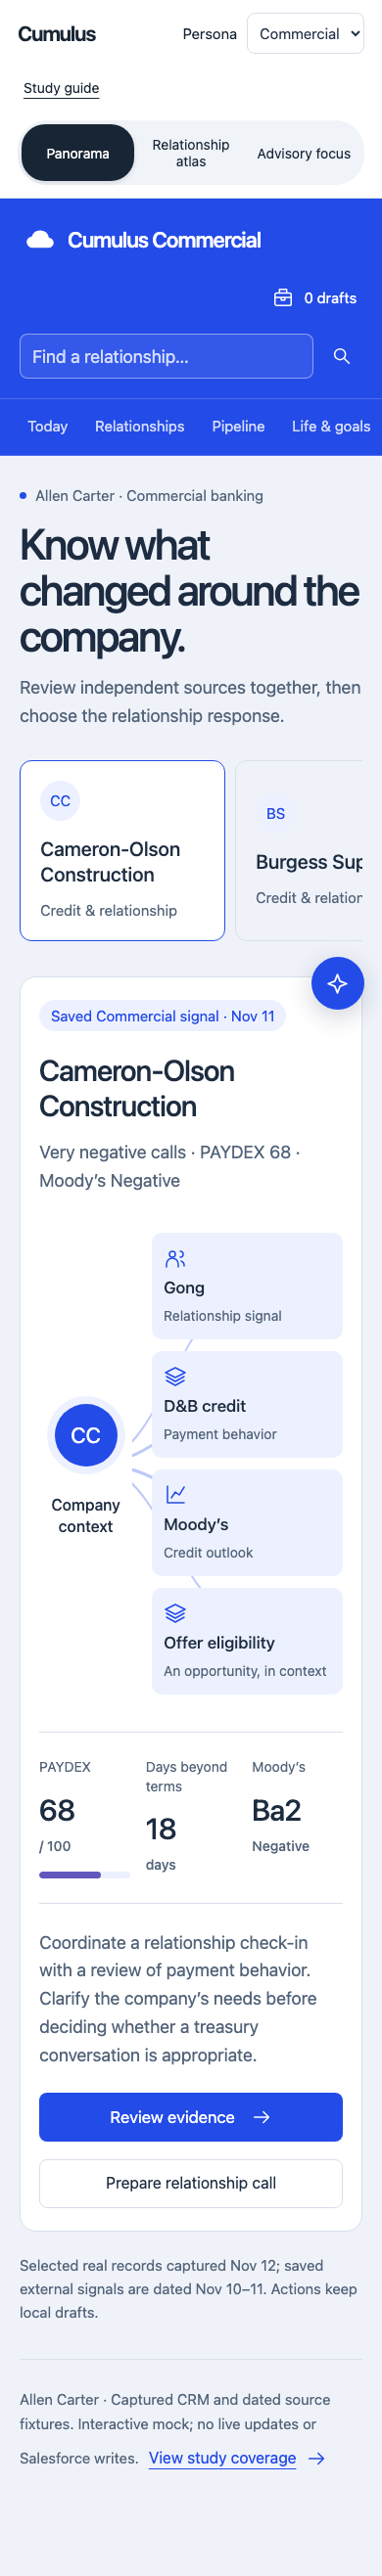 Cumulus
Persona
Commercial
Study guide
Panorama
Relationship
atlas
Advisory focus
Cumulus Commercial
0 drafts
Find a relationship...
Today
Relationships
Pipeline
Life & goals
Allen Carter · Commercial banking
Know what
changed around the
company.
Review independent sources together, then
choose the relationship response.
CC
Cameron-Olson
Construction
Credit & relationship
BS
Burgess Sup
Credit & relation
Saved Commercial signal · Nov 11
Cameron-Olson
Construction
Very negative calls · PAYDEX 68 ·
Moody’s Negative
Gong
Relationship signal
D&B credit
Payment behavior
CC
Company
context
Moody’s
Credit outlook
Offer eligibility
An opportunity, in context
PAYDEX
68
/ 100
Days beyond
terms
18
days
Moody’s
Ba2
Negative
Coordinate a relationship check-in
with a review of payment behavior.
Clarify the company’s needs before
deciding whether a treasury
conversation is appropriate.
Review evidence
Prepare relationship call
Selected real records captured Nov 12; saved
external signals are dated Nov 10–11. Actions keep
local drafts.
Allen Carter · Captured CRM and dated source
fixtures. Interactive mock; no live updates or
Salesforce writes. View study coverage